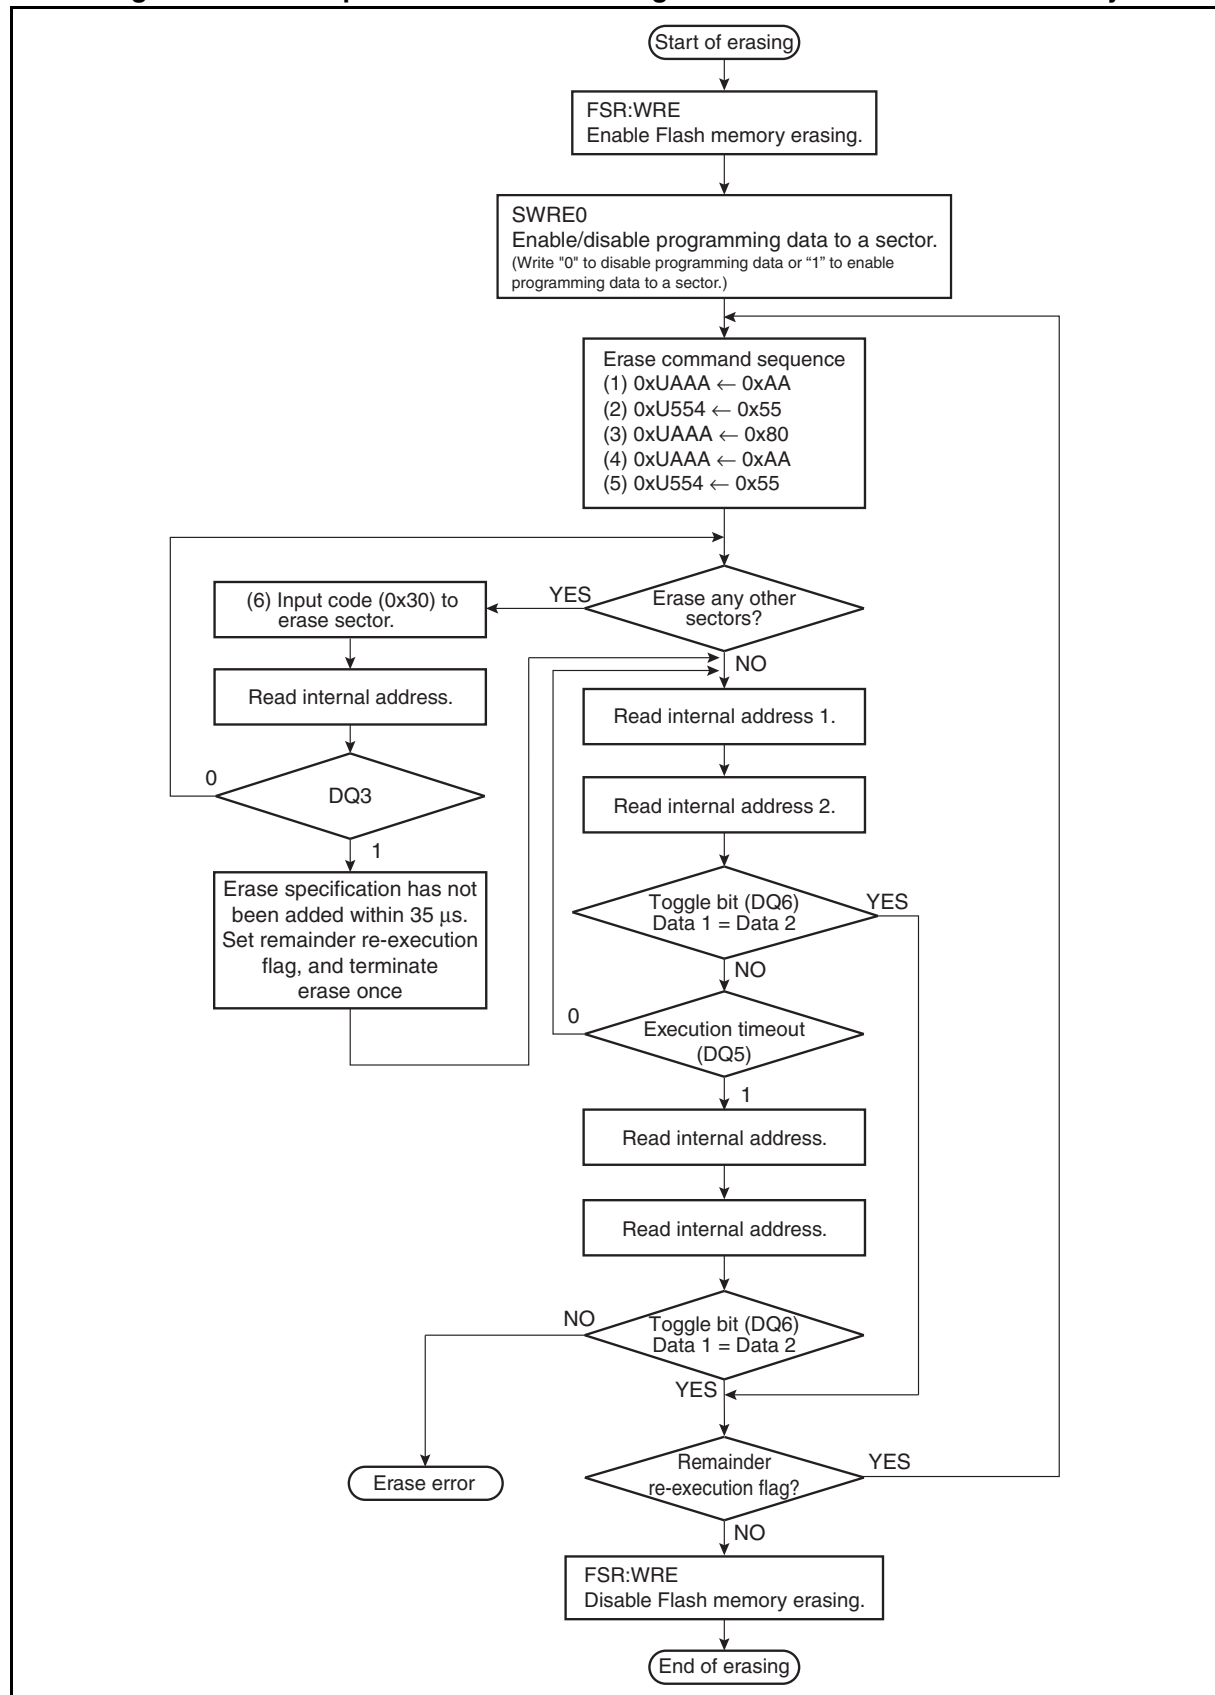 Start of erasing
FSR:WRE
Enable Flash memory erasing.
SWRE0
Enable/disable programming data to a sector.
(Write "0" to disable programming data or “1” to enable
programming data to a sector.)
Erase command sequence
(1) 0xUAAA ← 0xAA
(2) 0xU554 ← 0x55
(3) 0xUAAA ← 0x80
(4) 0xUAAA ← 0xAA
(5) 0xU554 ← 0x55
Erase any other
sectors?
YES
(6) Input code (0x30) to
erase sector.
Read internal address.
DQ3
0
1
Erase specification has not
been added within 35 μs.
Set remainder re-execution
flag, and terminate
erase once
NO
Read internal address 1.
Read internal address 2.
Toggle bit (DQ6)
Data 1 = Data 2
YES
NO
Execution timeout
(DQ5)
0
1
Read internal address.
Read internal address.
Toggle bit (DQ6)
Data 1 = Data 2
NO
YES
Erase error
Remainder
re-execution flag?
YES
NO
FSR:WRE
Disable Flash memory erasing.
End of erasing